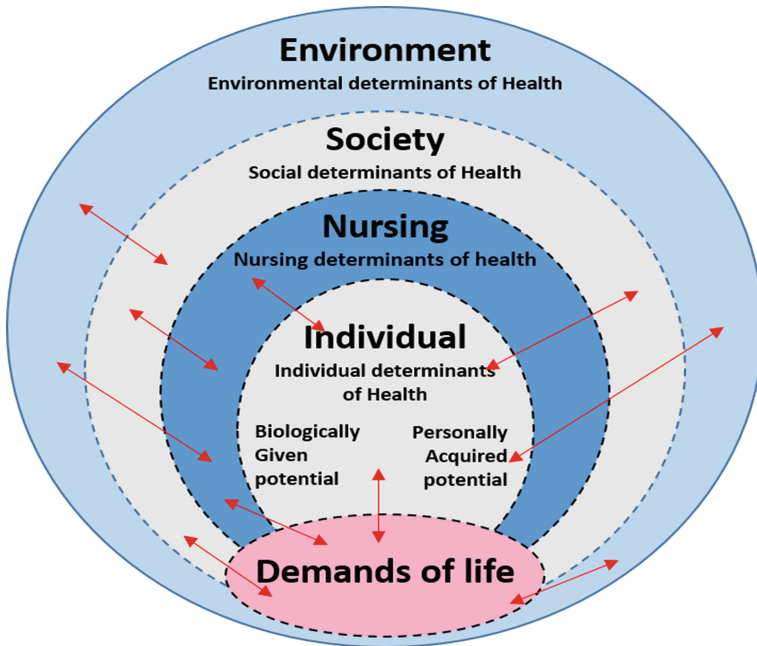 Environment
Environmental determinants of Health
Society
Social determinants of Health
Nursing
Nursing determinants of health
Individual
Individual determinants
of Health
Biologically
Given
potential
Personally
Acquired
potential
Demands of life